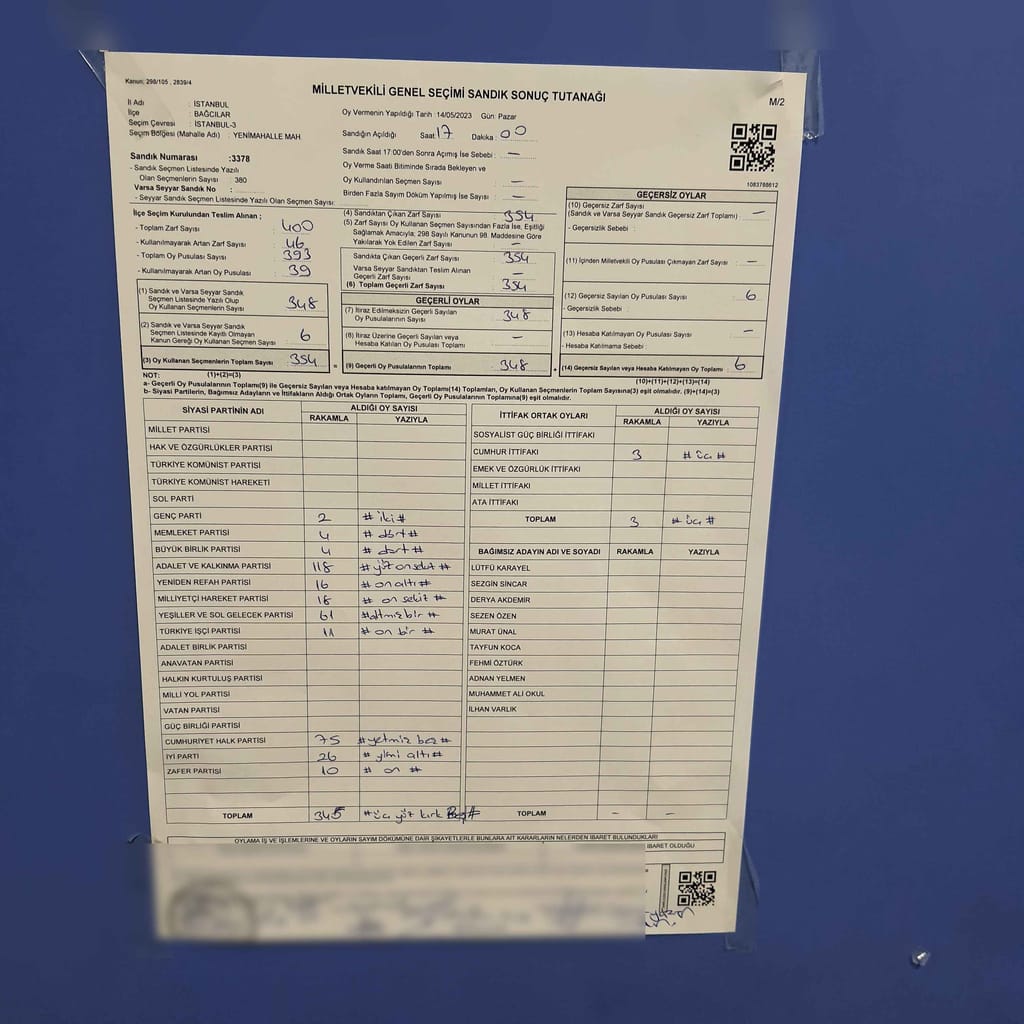 Kanun: 298/105 , 2839/4
MİLLETVEKİLİ GENEL SEÇİMİ SANDIK SONUÇ TUTANAĞI
M/2
İl Adı : İSTANBUL
İlçe : BAĞCILAR
Seçim Çevresi : İSTANBUL-3
Seçim Bölgesi (Mahalle Adı) : YENİMAHALLE MAH
Oy Vermenin Yapıldığı Tarih :14/05/2023 Gün: Pazar
Sandığın Açıldığı Saat 17 Dakika : 00
Sandık Saat 17:00'den Sonra Açılmış İse Sebebi : —
Oy Verme Saati Bitiminde Sırada Bekleyen ve
Oy Kullandırılan Seçmen Sayısı : —
Birden Fazla Sayım Döküm Yapılmış İse Sayısı : —
1083788612
Sandık Numarası :3378
- Sandık Seçmen Listesinde Yazılı
Olan Seçmenlerin Sayısı : 380
Varsa Seyyar Sandık No :
- Seyyar Sandık Seçmen Listesinde Yazılı Olan Seçmen Sayısı:
İlçe Seçim Kurulundan Teslim Alınan ;
- Toplam Zarf Sayısı : 400
- Kullanılmayarak Artan Zarf Sayısı : 46
- Toplam Oy Pusulası Sayısı : 393
- Kullanılmayarak Artan Oy Pusulası : 39
(1) Sandık ve Varsa Seyyar Sandık
Seçmen Listesinde Yazılı Olup
Oy Kullanan Seçmenlerin Sayısı : 348
(2) Sandık ve Varsa Seyyar Sandık
Seçmen Listesinde Kayıtlı Olmayan
Kanun Gereği Oy Kullanan Seçmen Sayısı : 6
(3) Oy Kullanan Seçmenlerin Toplam Sayısı : 354
(4) Sandıktan Çıkan Zarf Sayısı : 354
(5) Zarf Sayısı Oy Kullanan Seçmen Sayısından Fazla İse, Eşitliği
Sağlamak Amacıyla; 298 Sayılı Kanunun 98. Maddesine Göre
Yakılarak Yok Edilen Zarf Sayısı : —
Sandıkta Çıkan Geçerli Zarf Sayısı : 354
Varsa Seyyar Sandıktan Teslim Alınan
Geçerli Zarf Sayısı : —
(6) Toplam Geçerli Zarf Sayısı : 354
GEÇERLİ OYLAR
(7) İtiraz Edilmeksizin Geçerli Sayılan
Oy Pusulalarının Sayısı : 348
(8) İtiraz Üzerine Geçerli Sayılan veya
Hesaba Katılan Oy Pusulası Toplamı : —
= (9) Geçerli Oy Pusulalarının Toplamı : 348
GEÇERSİZ OYLAR
(10) Geçersiz Zarf Sayısı
(Sandık ve Varsa Seyyar Sandık Geçersiz Zarf Toplamı) : —
- Geçersizlik Sebebi :
(11) İçinden Milletvekili Oy Pusulası Çıkmayan Zarf Sayısı : —
(12) Geçersiz Sayılan Oy Pusulası Sayısı : 6
- Geçersizlik Sebebi :
(13) Hesaba Katılmayan Oy Pusulası Sayısı : —
- Hesaba Katılmama Sebebi :
+ (14) Geçersiz Sayılan veya Hesaba Katılmayan Oy Toplamı : 6
NOT: (1)+(2)=(3)
(10)+(11)+(12)+(13)=(14)
a- Geçerli Oy Pusulalarının Toplamı(9) ile Geçersiz Sayılan veya Hesaba katılmayan Oy Toplamı(14) Toplamları, Oy Kullanan Seçmenlerin Toplam Sayısına(3) eşit olmalıdır. (9)+(14)=(3)
b- Siyasi Partilerin, Bağımsız Adayların ve İttifakların Aldığı Ortak Oyların Toplamı, Geçerli Oy Pusulalarının Toplamına(9) eşit olmalıdır.
SİYASİ PARTİNİN ADI ALDIĞI OY SAYISI
RAKAMLA YAZIYLA
MİLLET PARTİSİ
HAK VE ÖZGÜRLÜKLER PARTİSİ
TÜRKİYE KOMÜNİST PARTİSİ
TÜRKİYE KOMÜNİST HAREKETİ
SOL PARTİ
GENÇ PARTİ 2 # iki #
MEMLEKET PARTİSİ 4 # dört #
BÜYÜK BİRLİK PARTİSİ 4 # dört #
ADALET VE KALKINMA PARTİSİ 118 # yüz on sekiz #
YENİDEN REFAH PARTİSİ 16 # on altı #
MİLLİYETÇİ HAREKET PARTİSİ 18 # on sekiz #
YEŞİLLER VE SOL GELECEK PARTİSİ 61 # altmış bir #
TÜRKİYE İŞÇİ PARTİSİ 11 # on bir #
ADALET BİRLİK PARTİSİ
ANAVATAN PARTİSİ
HALKIN KURTULUŞ PARTİSİ
MİLLİ YOL PARTİSİ
VATAN PARTİSİ
GÜÇ BİRLİĞİ PARTİSİ
CUMHURİYET HALK PARTİSİ 75 # yetmiş beş #
İYİ PARTİ 26 # yimi altı #
ZAFER PARTİSİ 10 # on #
TOPLAM 345 # üç yüz kırk Beş #
İTTİFAK ORTAK OYLARI ALDIĞI OY SAYISI
RAKAMLA YAZIYLA
SOSYALİST GÜÇ BİRLİĞİ İTTİFAKI
CUMHUR İTTİFAKI 3 # üç #
EMEK VE ÖZGÜRLÜK İTTİFAKI
MİLLET İTTİFAKI
ATA İTTİFAKI
TOPLAM 3 # üç #
BAĞIMSIZ ADAYIN ADI VE SOYADI RAKAMLA YAZIYLA
LÜTFÜ KARAYEL
SEZGİN SİNCAR
DERYA AKDEMİR
SEZEN ÖZEN
MURAT ÜNAL
TAYFUN KOCA
FEHMİ ÖZTÜRK
ADNAN YELMEN
MUHAMMET ALİ OKUL
İLHAN VARLIK
TOPLAM - -
OYLAMA İŞ VE İŞLEMLERİNE VE OYLARIN SAYIM DÖKÜMÜNE DAİR ŞİKAYETLERLE BUNLARA AİT KARARLARIN NELERDEN İBARET BULUNDUKLARI
İBARET OLDUĞU